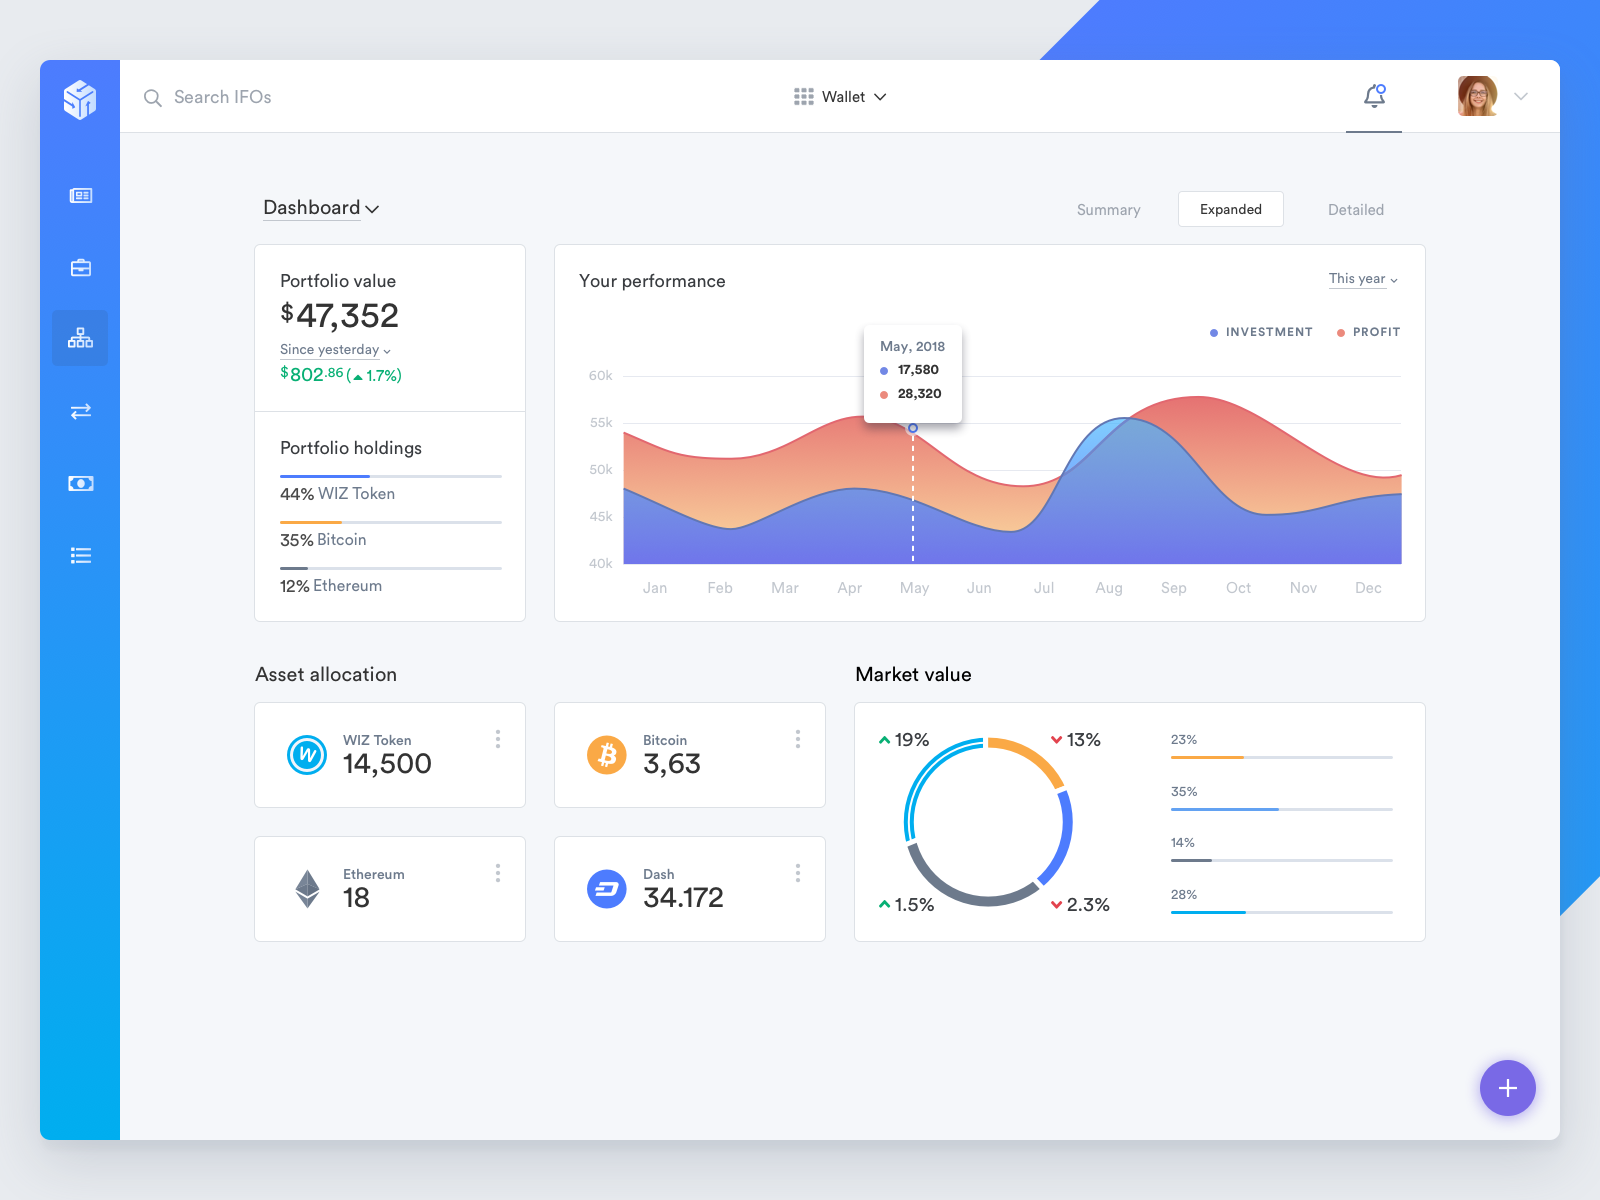 Search IFOs
Wallet
Dashboard
Summary
Expanded
Detailed
Portfolio value
$47,352
Since yesterday
$802.86 (▲ 1.7%)
Portfolio holdings
44% WIZ Token
35% Bitcoin
12% Ethereum
Your performance
This year
INVESTMENT
PROFIT
May, 2018
17,580
28,320
60k
55k
50k
45k
40k
Jan Feb Mar Apr May Jun Jul Aug Sep Oct Nov Dec
Asset allocation
WIZ Token
14,500
Bitcoin
3,63
Ethereum
18
Dash
34.172
Market value
19%
13%
1.5%
2.3%
23%
35%
14%
28%